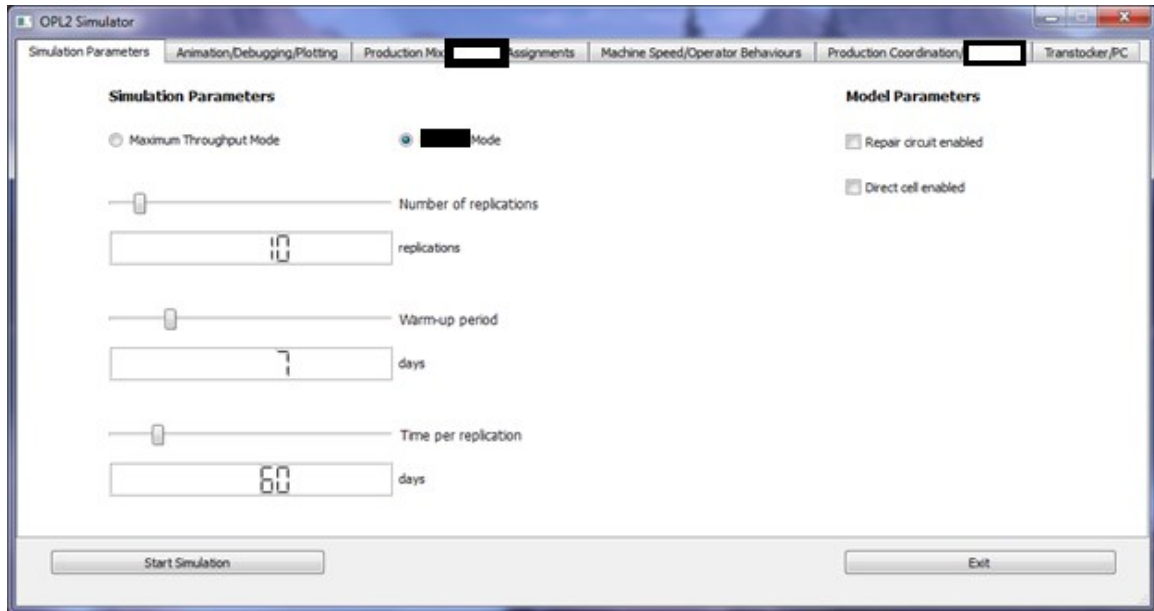 OPL2 Simulator
Simulation Parameters Animation/Debugging/Plotting Production Mix Assignments Machine Speed/Operator Behaviours Production Coordination/ Transtocker/PC
Simulation Parameters Model Parameters
Maximum Throughput Mode Mode Repair circuit enabled
Direct cell enabled
Number of replications
10 replications
Warm-up period
7 days
Time per replication
60 days
Start Simulation Exit